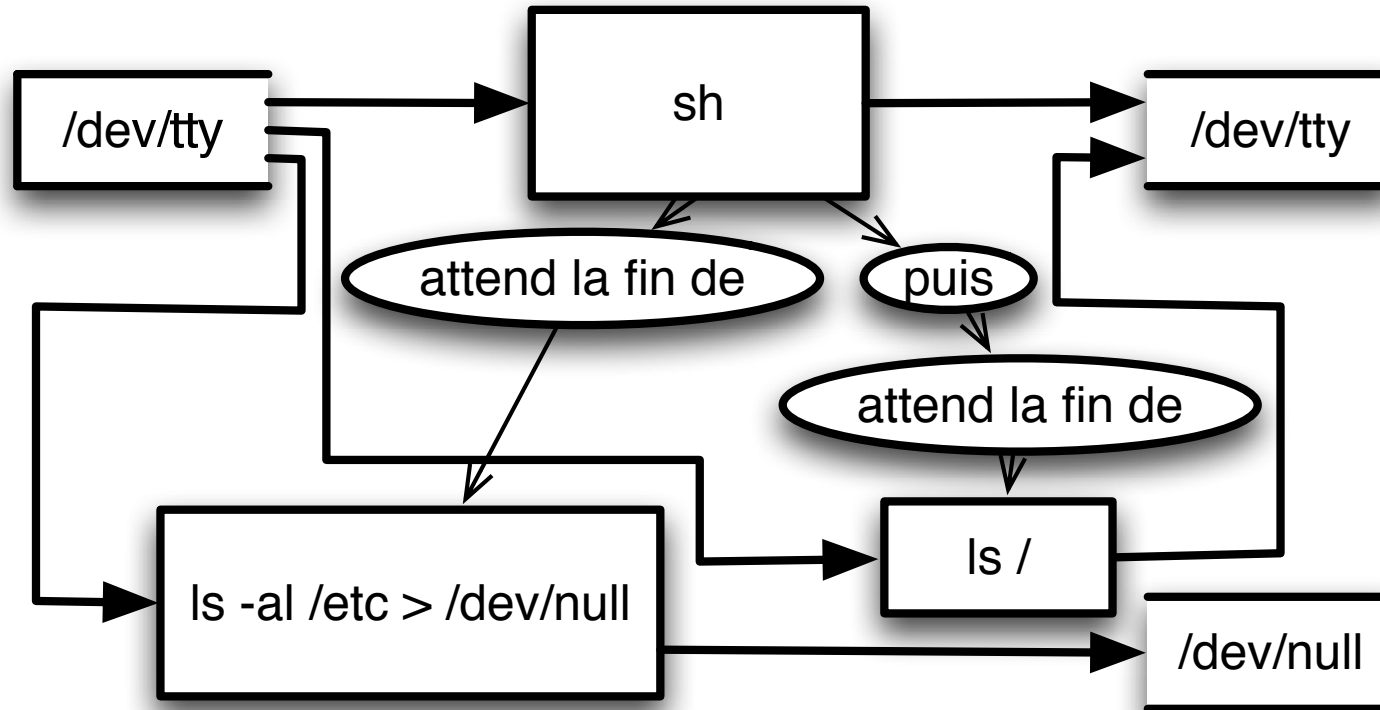 /dev/tty
sh
/dev/tty
attend la fin de
puis
attend la fin de
ls -al /etc > /dev/null
ls /
/dev/null